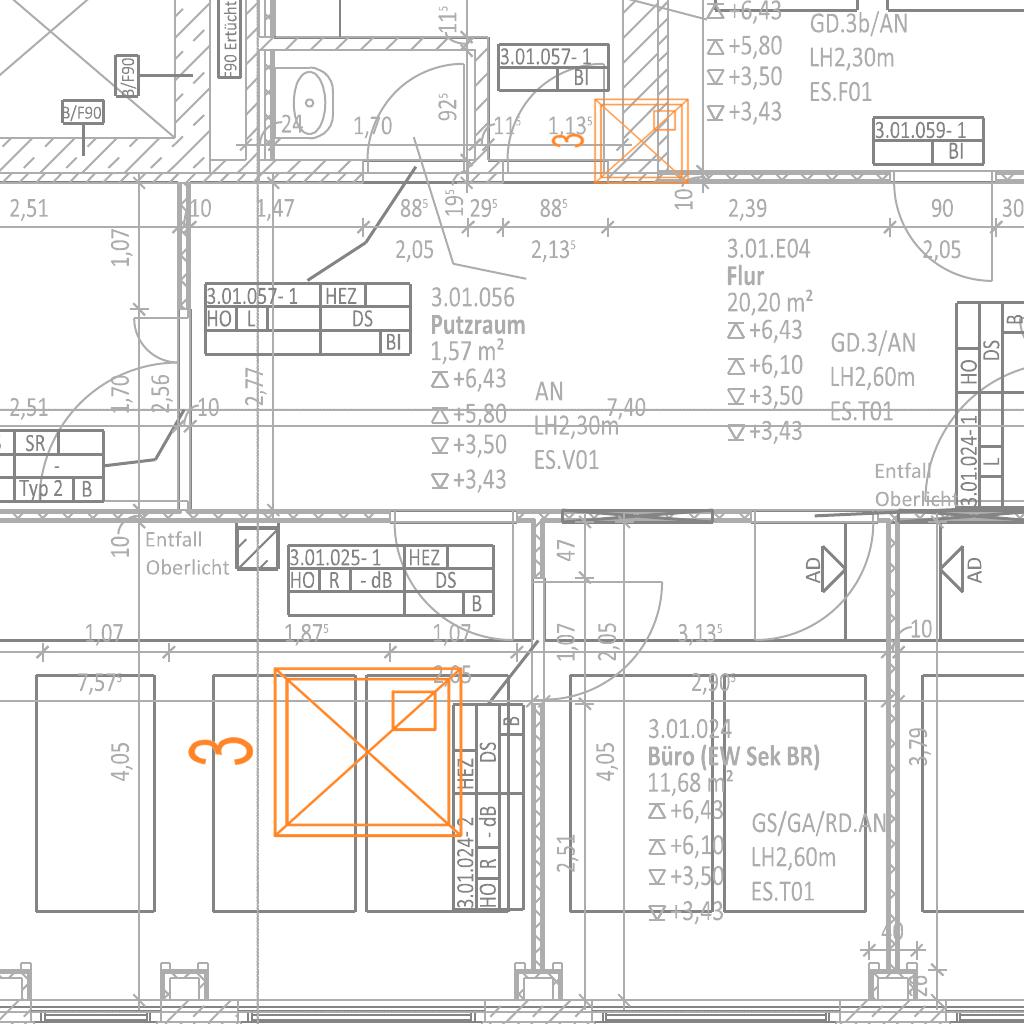 +6,43
GD.3b/AN
+5,80
LH2,30m
+3,50
ES.F01
+3,43
3.01.059- 1
BI
3.01.057- 1
BI
F90 Ertücht
B/F90
B/F90
11⁵
92⁵
24
1,70
11⁵
1,13⁵
3
10
2,51
10
1,47
88⁵
19⁵
29⁵
88⁵
2,39
90
30
1,07
2,05
2,13⁵
2,05
3.01.057- 1
HEZ
HO
L
DS
BI
3.01.056
Putzraum
1,57 m²
+6,43
+5,80
+3,50
+3,43
AN
LH2,30m
ES.V01
3.01.E04
Flur
20,20 m²
+6,43
+6,10
+3,50
+3,43
GD.3/AN
LH2,60m
ES.T01
7,40
B
DS
HO
3.01.024- 1
L
Entfall
Oberlicht
2,51
1,70
2,56
10
2,77
SR
-
Typ 2
B
10
Entfall
Oberlicht
3.01.025- 1
HEZ
HO
R
- dB
DS
B
47
AD
AD
1,07
1,87⁵
1,07
1,07
2,05
3,13⁵
10
7,57⁵
2,05
2,90⁵
4,05
3
B
DS
HEZ
- dB
3.01.024- 2
R
HO
4,05
2,51
3.01.024
Büro (EW Sek BR)
11,68 m²
+6,43
+6,10
+3,50
+3,43
GS/GA/RD.AN
LH2,60m
ES.T01
3,79
40
26